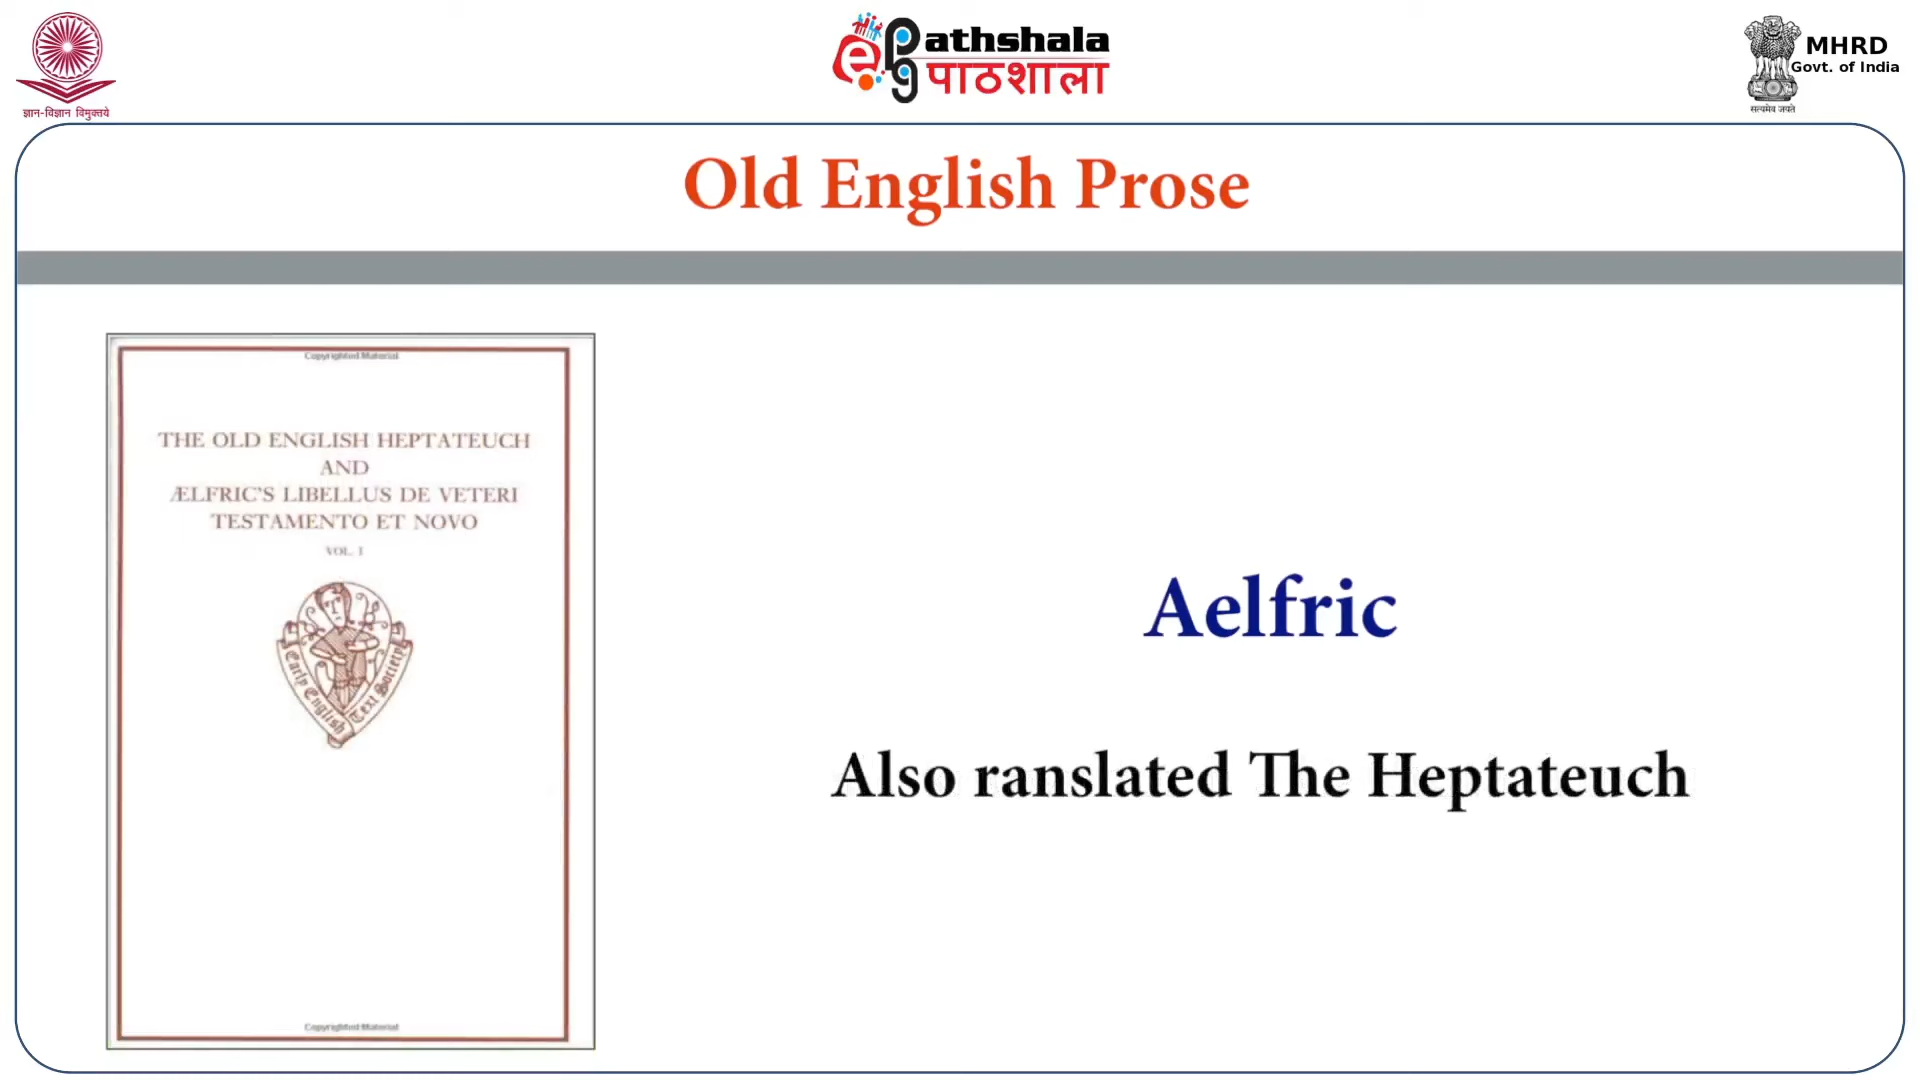 ज्ञान-विज्ञान विमुक्तये
ePG
athshala
पाठशाला
MHRD
Govt. of India
सत्यमेव जयते
Old English Prose
Copyrighted Material
THE OLD ENGLISH HEPTATEUCH
AND
ÆLFRIC'S LIBELLUS DE VETERI
TESTAMENTO ET NOVO
VOL. I
Early English Text Society
Aelfric
Also ranslated The Heptateuch
Copyrighted Material